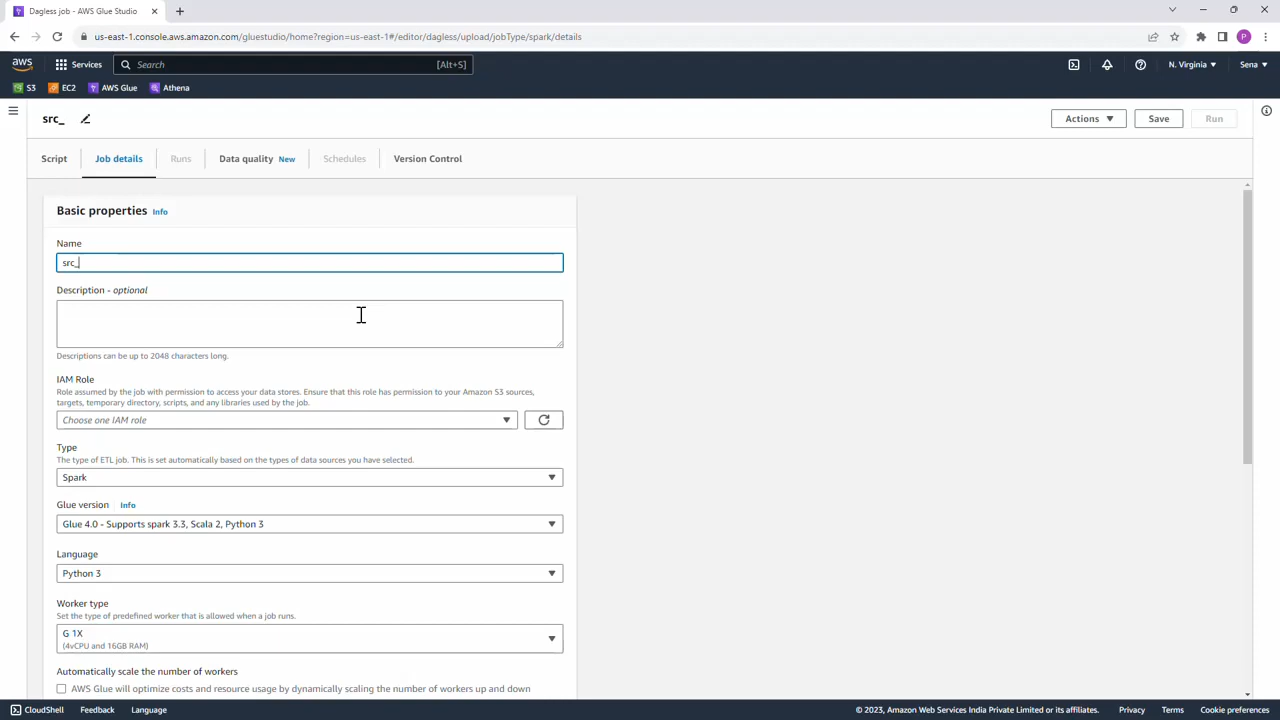 Dagless job - AWS Glue Studio
us-east-1.console.aws.amazon.com/gluestudio/home?region=us-east-1#/editor/dagless/upload/jobType/spark/details
P
aws Services Search [Alt+S] N. Virginia Sena
S3 EC2 AWS Glue Athena
src_ Actions Save Run
Script Job details Runs Data quality New Schedules Version Control
Basic properties Info
Name
src_
Description - optional
Descriptions can be up to 2048 characters long.
IAM Role
Role assumed by the job with permission to access your data stores. Ensure that this role has permission to your Amazon S3 sources,
targets, temporary directory, scripts, and any libraries used by the job.
Choose one IAM role
Type
The type of ETL job. This is set automatically based on the types of data sources you have selected.
Spark
Glue version Info
Glue 4.0 - Supports spark 3.3, Scala 2, Python 3
Language
Python 3
Worker type
Set the type of predefined worker that is allowed when a job runs.
G 1X
(4vCPU and 16GB RAM)
Automatically scale the number of workers
AWS Glue will optimize costs and resource usage by dynamically scaling the number of workers up and down
CloudShell Feedback Language © 2023, Amazon Web Services India Private Limited or its affiliates. Privacy Terms Cookie preferences